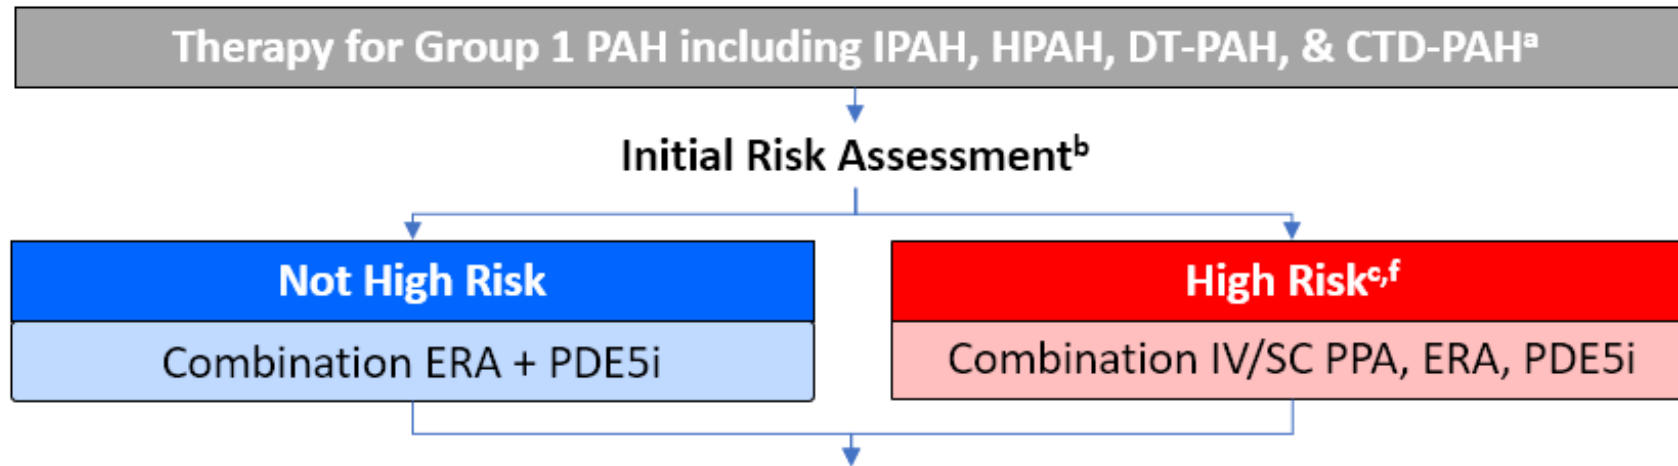 Therapy for Group 1 PAH including IPAH, HPAH, DT-PAH, & CTD-PAHᵃ
Initial Risk Assessmentᵇ
Not High Risk
High Riskᶜ,ᶠ
Combination ERA + PDE5i
Combination IV/SC PPA, ERA, PDE5i